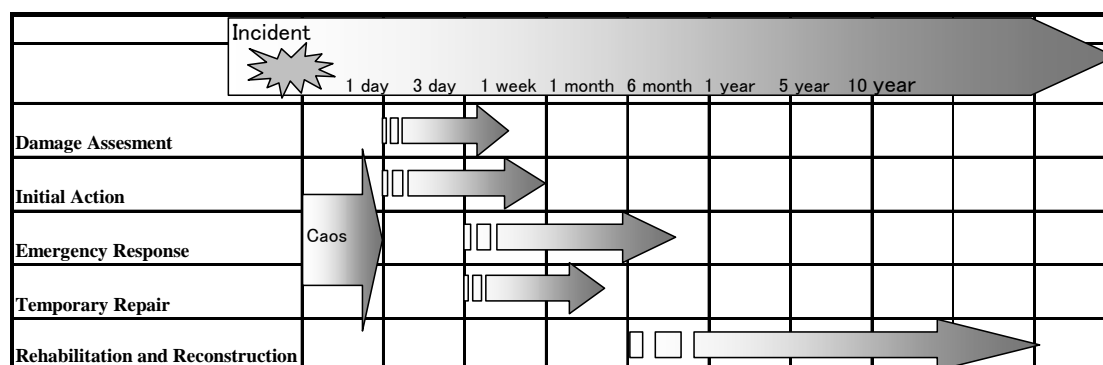 Incident
1 day 3 day 1 week 1 month 6 month 1 year 5 year 10 year
Damage Assesment
Initial Action
Caos
Emergency Response
Temporary Repair
Rehabilitation and Reconstruction